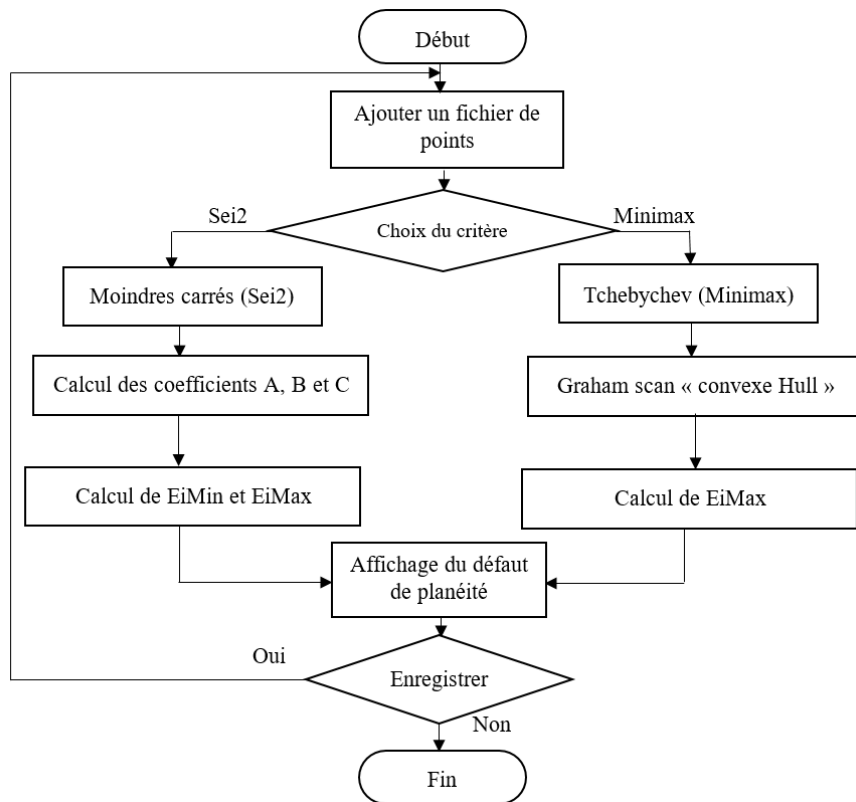 Début
Ajouter un fichier de
points
Sei2
Choix du critère
Minimax
Moindres carrés (Sei2)
Tchebychev (Minimax)
Calcul des coefficients A, B et C
Graham scan « convexe Hull »
Calcul de EiMin et EiMax
Calcul de EiMax
Affichage du défaut
de planéité
Oui
Enregistrer
Non
Fin